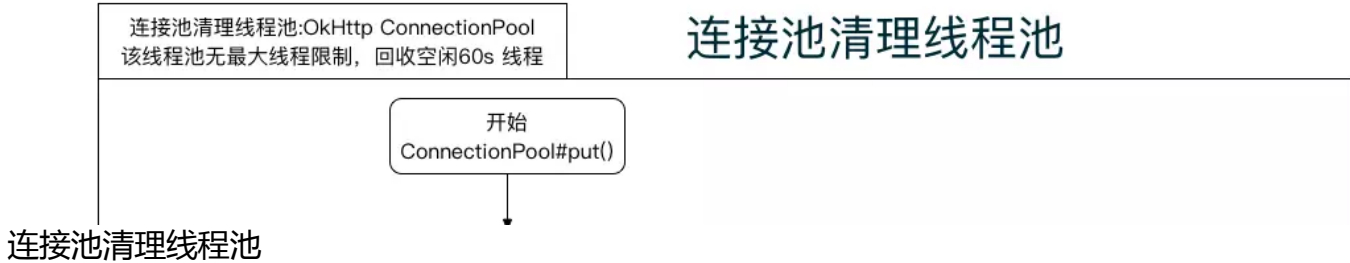 连接池清理线程池:OkHttp ConnectionPool
该线程池无最大线程限制，回收空闲60s 线程
连接池清理线程池
开始
ConnectionPool#put()
连接池清理线程池